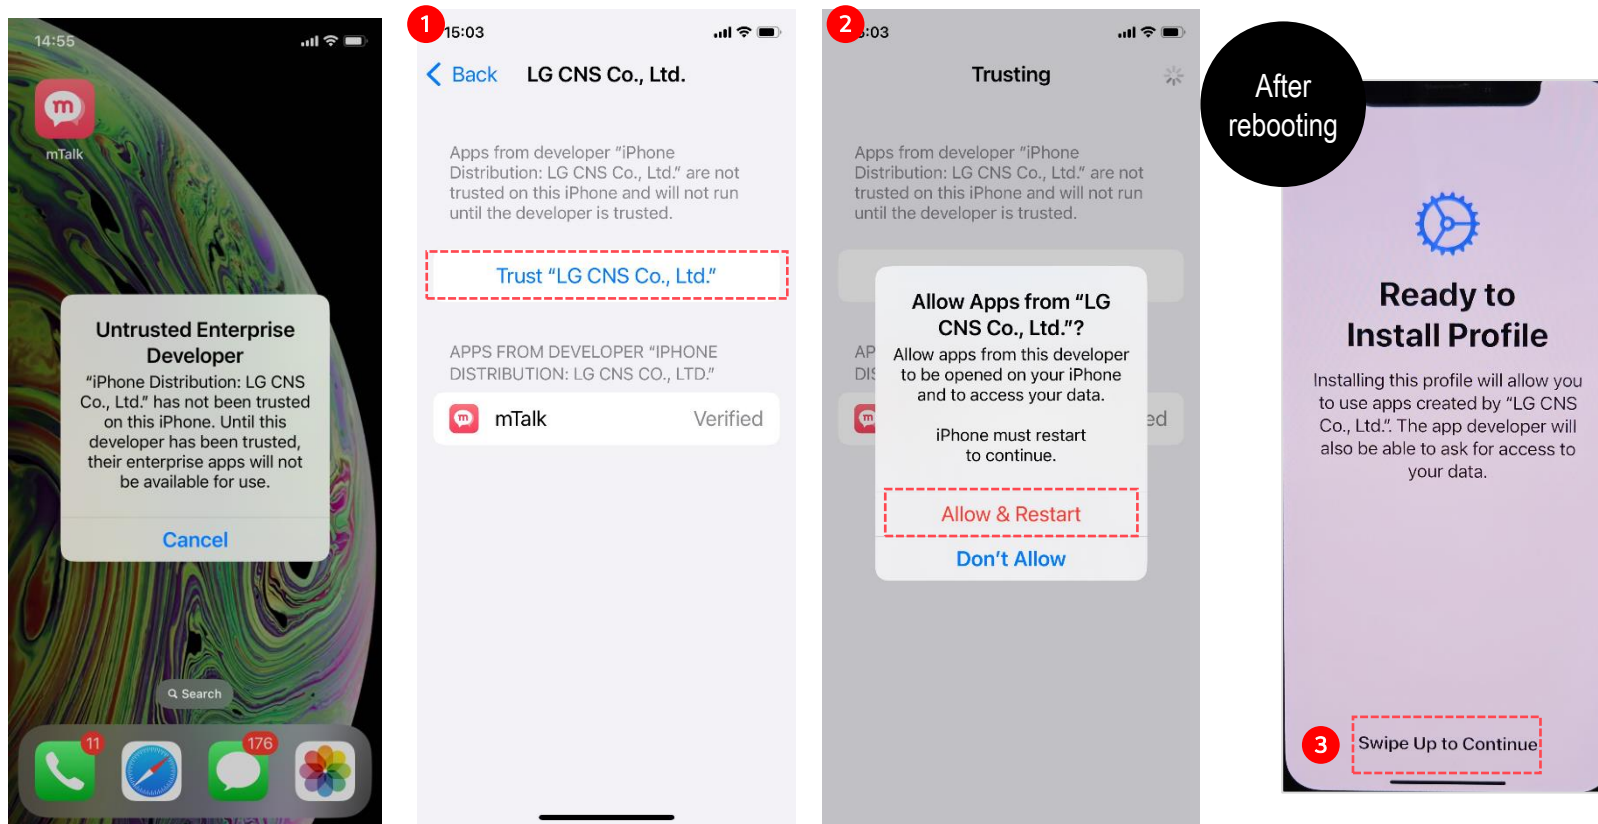 14:55
mTalk
Untrusted Enterprise
Developer
“iPhone Distribution: LG CNS
Co., Ltd.” has not been trusted
on this iPhone. Until this
developer has been trusted,
their enterprise apps will not
be available for use.
Cancel
Search
11
176
1
15:03
Back
LG CNS Co., Ltd.
Apps from developer “iPhone
Distribution: LG CNS Co., Ltd.” are not
trusted on this iPhone and will not run
until the developer is trusted.
Trust “LG CNS Co., Ltd.”
APPS FROM DEVELOPER “IPHONE
DISTRIBUTION: LG CNS CO., LTD.”
m
mTalk
Verified
2
:03
Trusting
Apps from developer “iPhone
Distribution: LG CNS Co., Ltd.” are not
trusted on this iPhone and will not run
until the developer is trusted.
Allow Apps from “LG
CNS Co., Ltd.”?
Allow apps from this developer
to be opened on your iPhone
and to access your data.
iPhone must restart
to continue.
Allow & Restart
Don’t Allow
After
rebooting
Ready to
Install Profile
Installing this profile will allow you
to use apps created by “LG CNS
Co., Ltd.”. The app developer will
also be able to ask for access to
your data.
3
Swipe Up to Continue